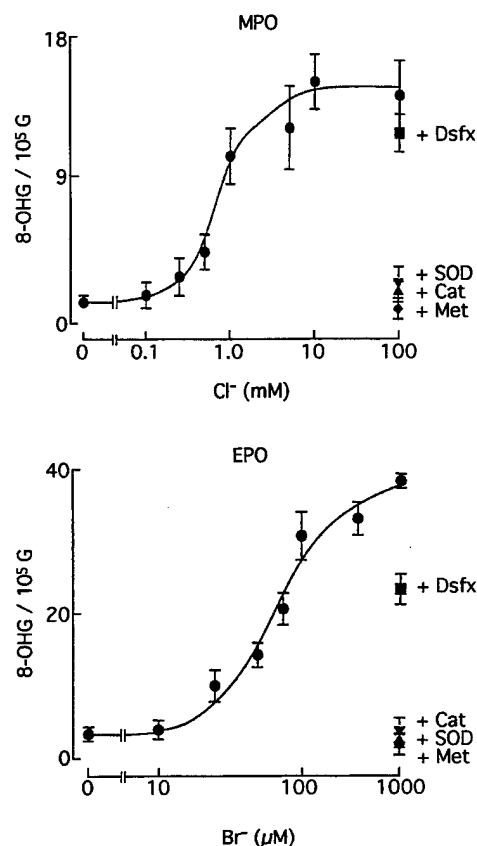 MPO
18
9
0
8-OHG / 10⁵ G
+ Dsfx
+ SOD
+ Cat
+ Met
0 0.1 1.0 10 100
Cl⁻ (mM)
EPO
40
20
0
8-OHG / 10⁵ G
+ Dsfx
+ Cat
+ SOD
+ Met
0 10 100 1000
Br⁻ (µM)